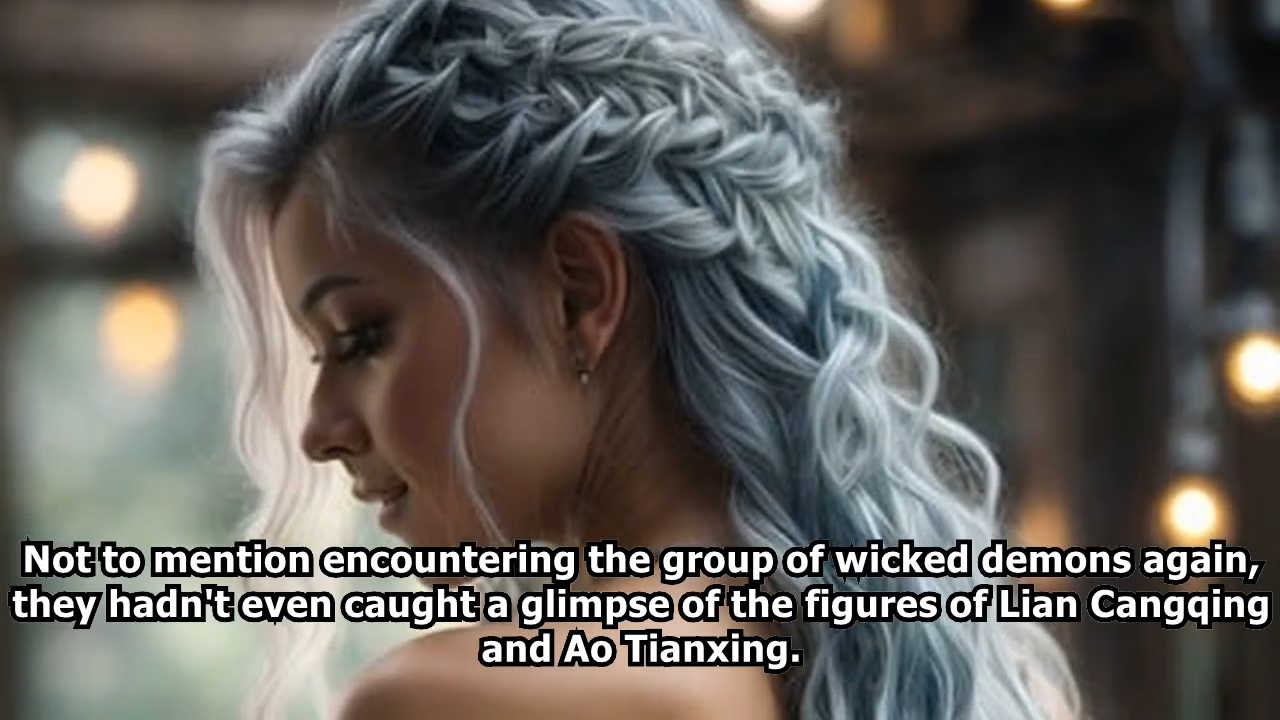 Not to mention encountering the group of wicked demons again,
they hadn't even caught a glimpse of the figures of Lian Cangqing
and Ao Tianxing.